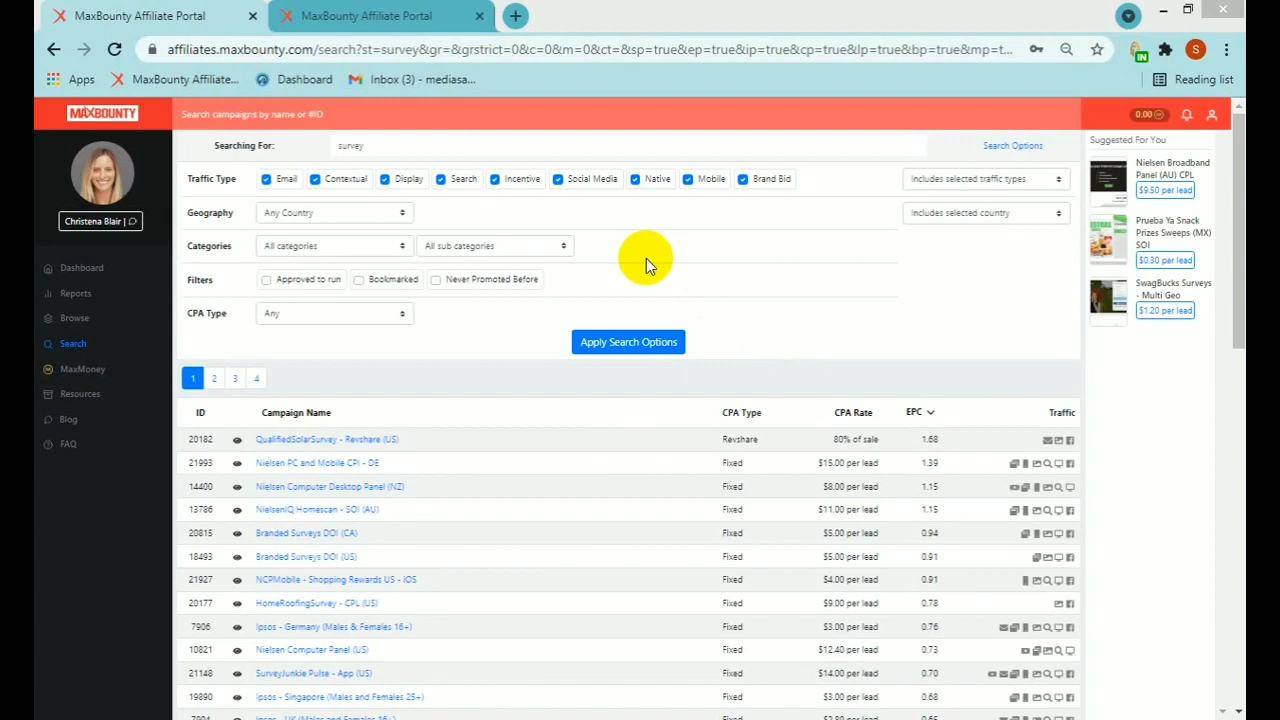 MaxBounty Affiliate Portal
MaxBounty Affiliate Portal
affiliates.maxbounty.com/search?st=survey&gr=&grstrict=0&c=0&m=0&ct=&sp=true&ep=true&ip=true&cp=true&lp=true&bp=true&mp=t...
S
IN
Apps
MaxBounty Affiliate...
Dashboard
Inbox (3) - mediasa...
Reading list
MAXBOUNTY
Search campaigns by name or #ID
0.00
Christena Blair |
Dashboard
Reports
Browse
Search
MaxMoney
Resources
Blog
FAQ
Searching For: survey Search Options
Traffic Type Email Contextual Search Incentive Social Media Native Mobile Brand Bid Includes selected traffic types
Geography Any Country Includes selected country
Categories All categories All sub categories
Filters Approved to run Bookmarked Never Promoted Before
CPA Type Any
Apply Search Options
1 2 3 4
ID Campaign Name CPA Type CPA Rate EPC Traffic
20182 QualifiedSolarSurvey - Revshare (US) Revshare 80% of sale 1.68
21993 Nielsen PC and Mobile CPI - DE Fixed $15.00 per lead 1.39
14400 Nielsen Computer Desktop Panel (NZ) Fixed $8.00 per lead 1.15
13786 NielsenIQ Homescan - SOI (AU) Fixed $11.00 per lead 1.15
20815 Branded Surveys DOI (CA) Fixed $5.00 per lead 0.94
18493 Branded Surveys DOI (US) Fixed $5.00 per lead 0.91
21927 NCPMobile - Shopping Rewards US - iOS Fixed $4.00 per lead 0.91
20177 HomeRoofingSurvey - CPL (US) Fixed $9.00 per lead 0.78
7906 Ipsos - Germany (Males & Females 16+) Fixed $3.00 per lead 0.76
10821 Nielsen Computer Panel (US) Fixed $12.40 per lead 0.73
21148 SurveyJunkie Pulse - App (US) Fixed $14.00 per lead 0.70
19890 Ipsos - Singapore (Males and Females 25+) Fixed $3.00 per lead 0.68
7904 Ipsos - UK (Males and Females 16+) Fixed $2.80 per lead 0.65
Suggested For You
Nielsen Broadband
Panel (AU) CPL
$9.50 per lead
Prueba Ya Snack
Prizes Sweeps (MX)
SOI
$0.30 per lead
SwagBucks Surveys
- Multi Geo
$1.20 per lead